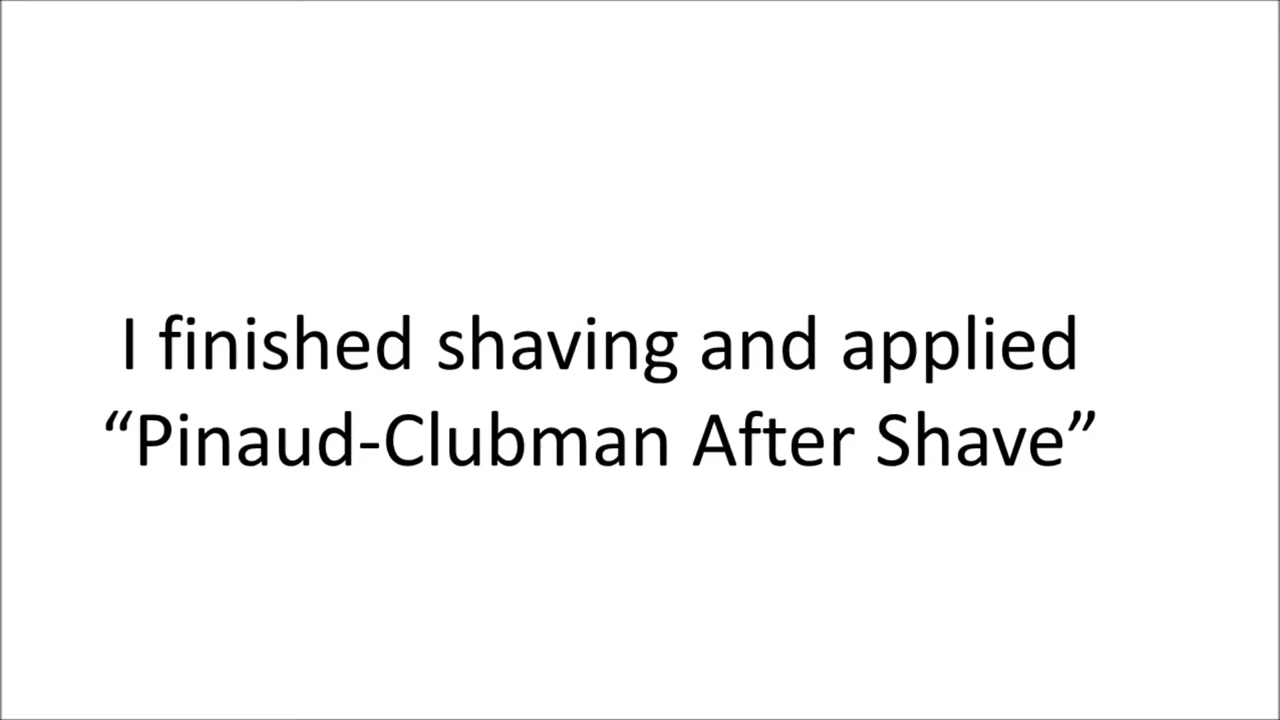 I finished shaving and applied
“Pinaud-Clubman After Shave”